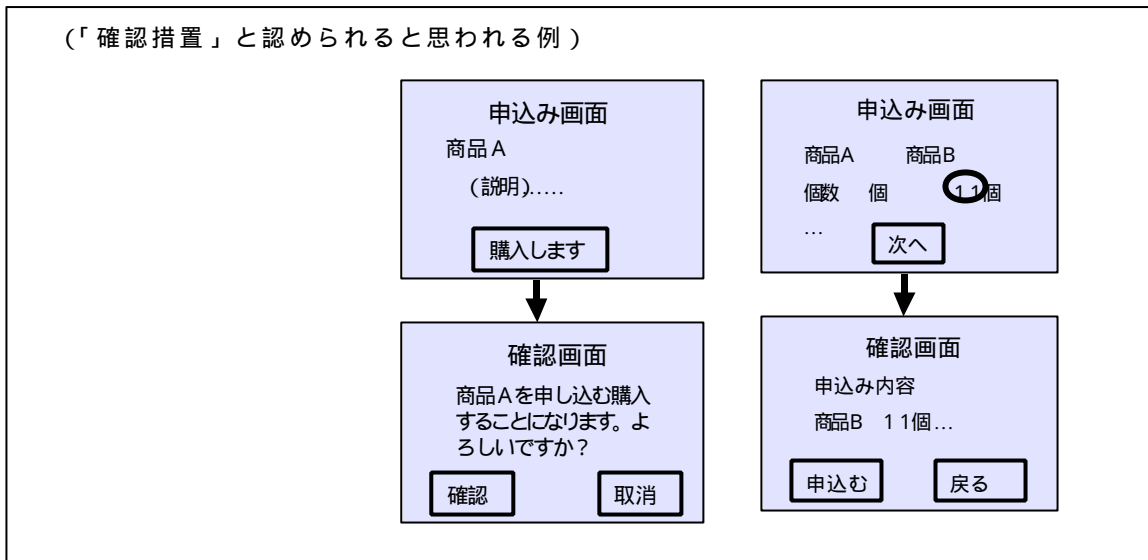 (「確認措置」と認められると思われる例)
申込み画面
商品A
(説明).....
購入します
確認画面
商品Aを申し込む購入
することになります。よ
ろしいですか？
確認
取消
申込み画面
商品A 商品B
個数 個 11個
...
次へ
確認画面
申込み内容
商品B 11個...
申込む
戻る